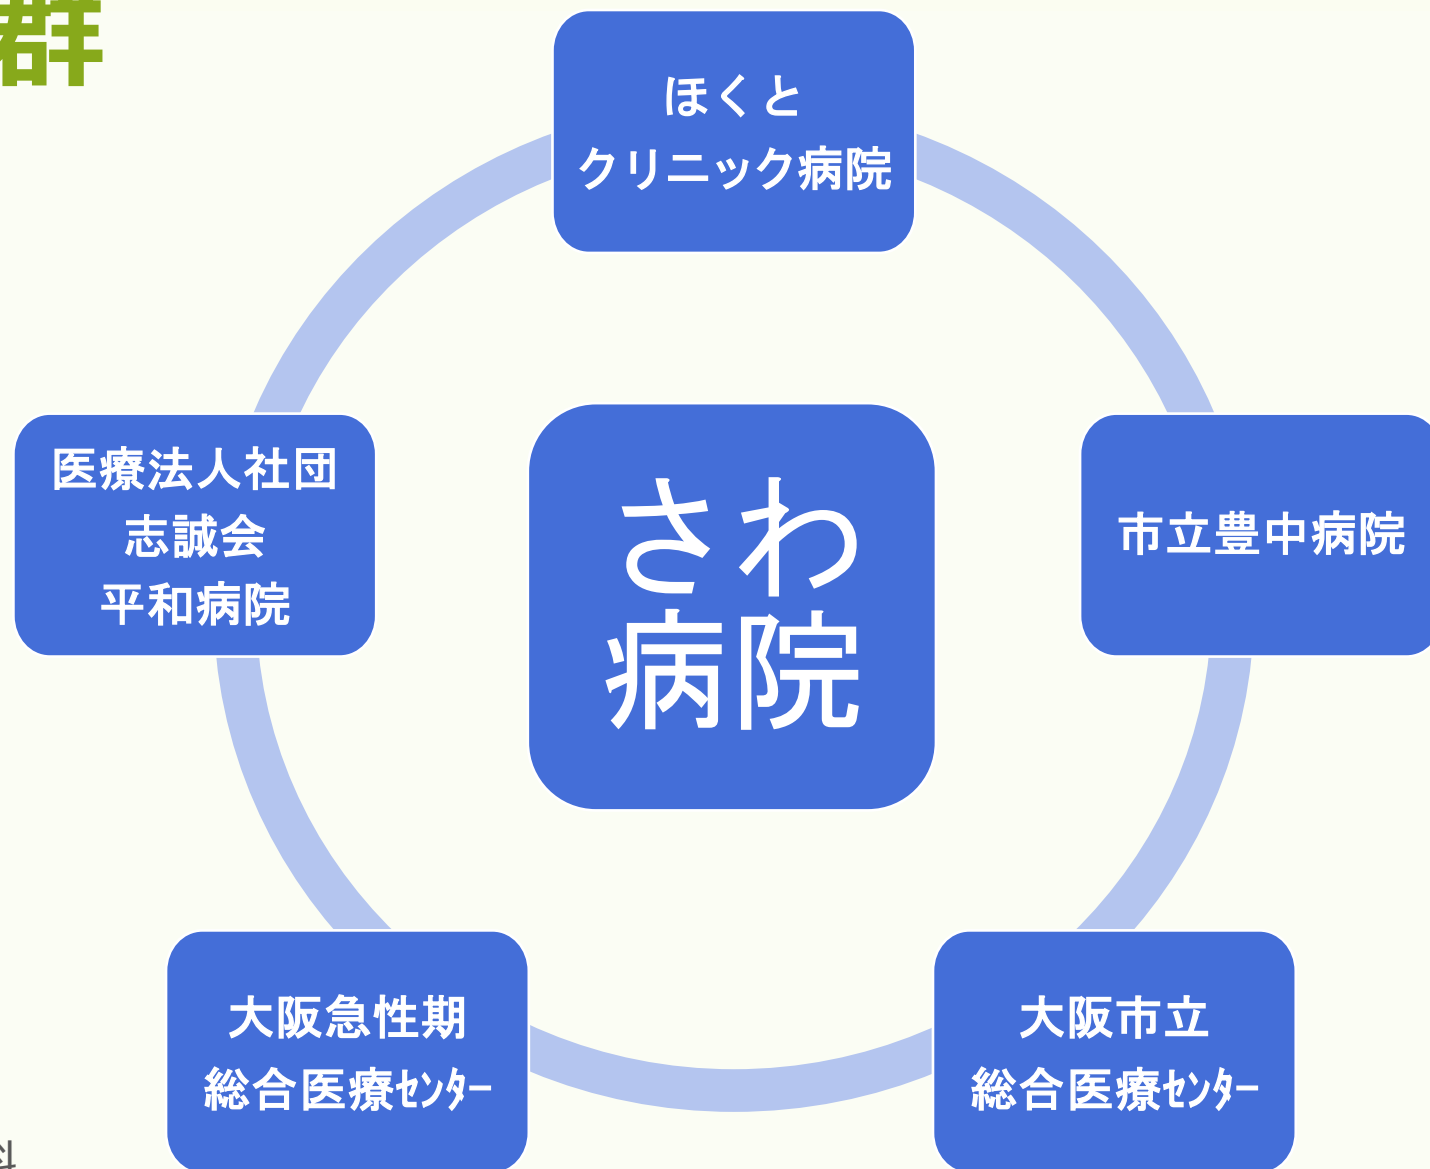 群
ほくと
クリニック病院
医療法人社団
志誠会
平和病院
さわ
病院
市立豊中病院
大阪急性期
総合医療ｾﾝﾀｰ
大阪市立
総合医療ｾﾝﾀｰ
科